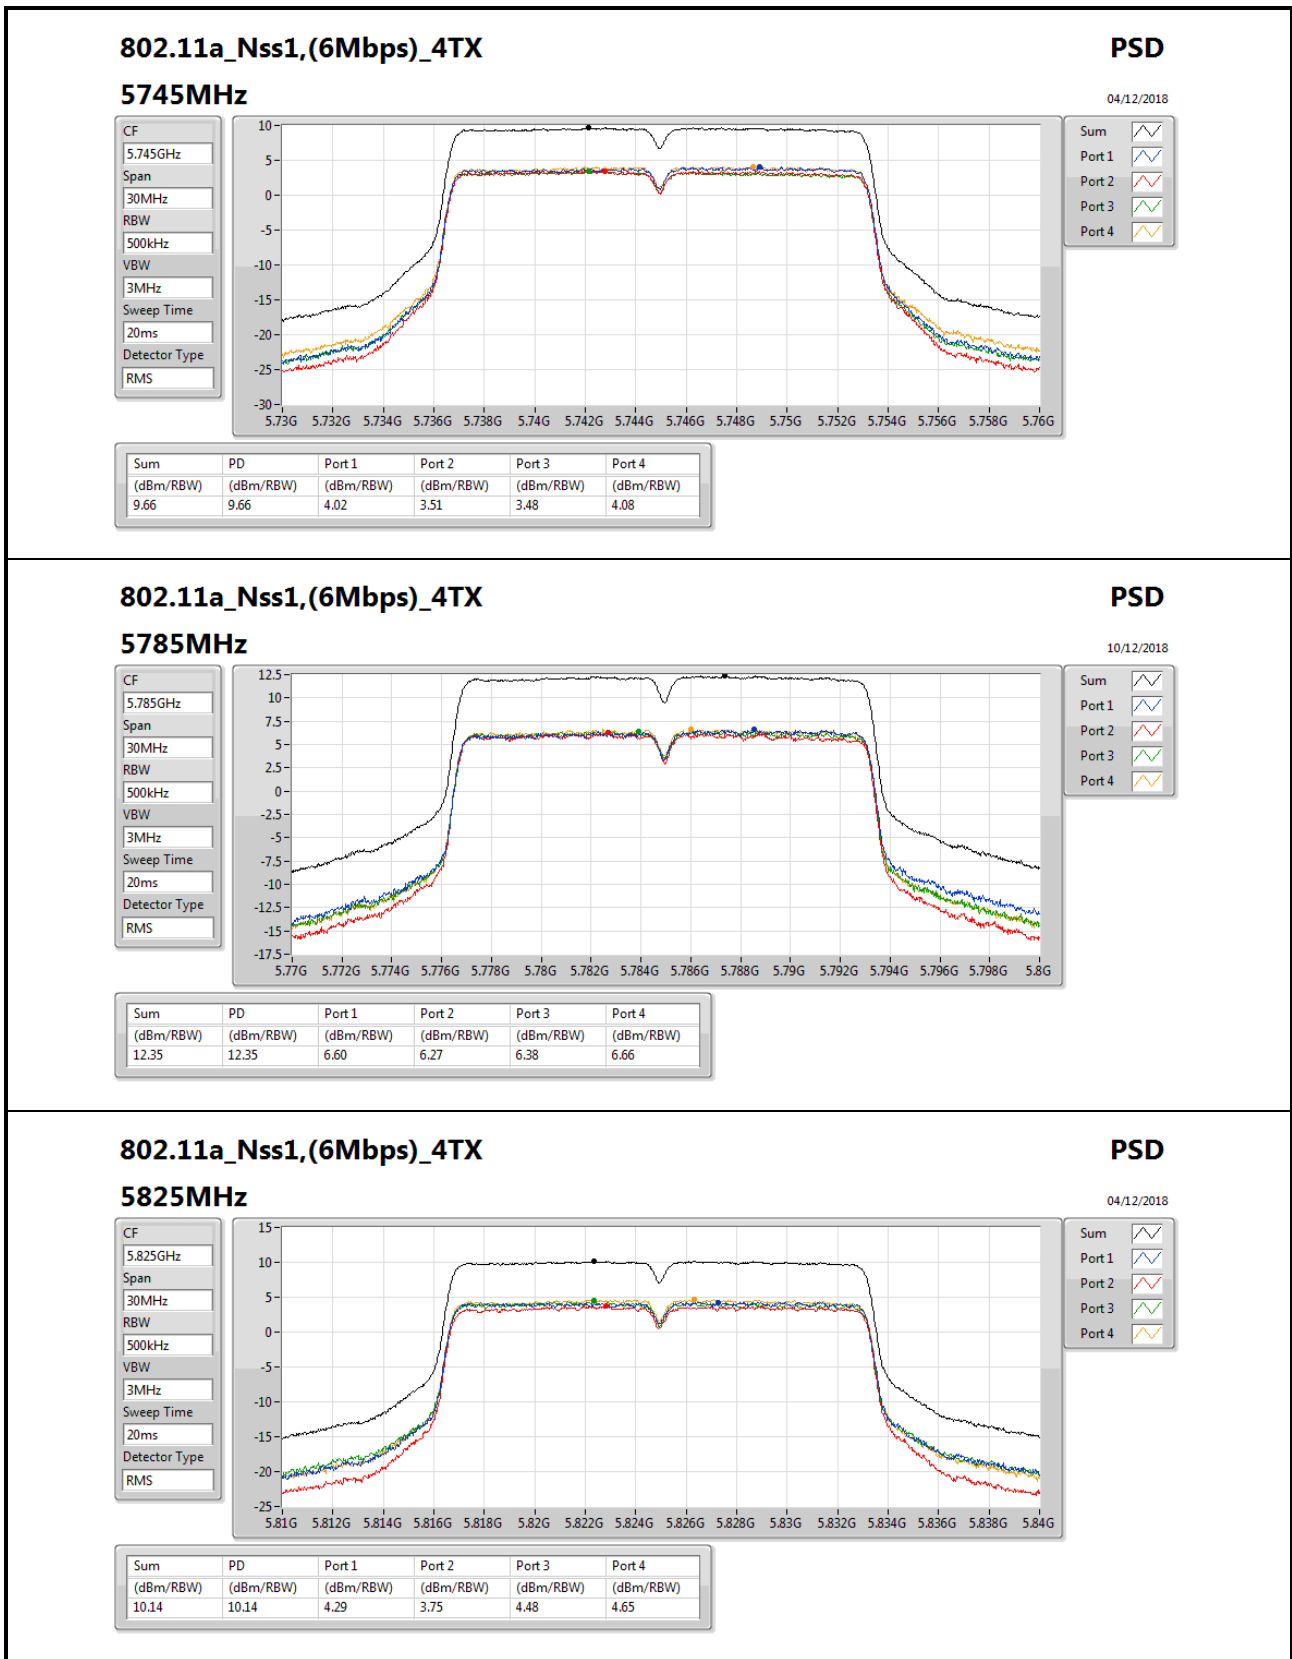 802.11a_Nss1,(6Mbps)_4TX PSD
5745MHz 04/12/2018
CF
5.745GHz
Span
30MHz
RBW
500kHz
VBW
3MHz
Sweep Time
20ms
Detector Type
RMS
10
5
0
-5
-10
-15
-20
-25
-30
5.73G 5.732G 5.734G 5.736G 5.738G 5.74G 5.742G 5.744G 5.746G 5.748G 5.75G 5.752G 5.754G 5.756G 5.758G 5.76G
Sum
Port 1
Port 2
Port 3
Port 4
Sum PD Port 1 Port 2 Port 3 Port 4
(dBm/RBW) (dBm/RBW) (dBm/RBW) (dBm/RBW) (dBm/RBW) (dBm/RBW)
9.66 9.66 4.02 3.51 3.48 4.08
802.11a_Nss1,(6Mbps)_4TX PSD
5785MHz 10/12/2018
CF
5.785GHz
Span
30MHz
RBW
500kHz
VBW
3MHz
Sweep Time
20ms
Detector Type
RMS
12.5
10
7.5
5
2.5
0
-2.5
-5
-7.5
-10
-12.5
-15
-17.5
5.77G 5.772G 5.774G 5.776G 5.778G 5.78G 5.782G 5.784G 5.786G 5.788G 5.79G 5.792G 5.794G 5.796G 5.798G 5.8G
Sum
Port 1
Port 2
Port 3
Port 4
Sum PD Port 1 Port 2 Port 3 Port 4
(dBm/RBW) (dBm/RBW) (dBm/RBW) (dBm/RBW) (dBm/RBW) (dBm/RBW)
12.35 12.35 6.60 6.27 6.38 6.66
802.11a_Nss1,(6Mbps)_4TX PSD
5825MHz 04/12/2018
CF
5.825GHz
Span
30MHz
RBW
500kHz
VBW
3MHz
Sweep Time
20ms
Detector Type
RMS
15
10
5
0
-5
-10
-15
-20
-25
5.81G 5.812G 5.814G 5.816G 5.818G 5.82G 5.822G 5.824G 5.826G 5.828G 5.83G 5.832G 5.834G 5.836G 5.838G 5.84G
Sum
Port 1
Port 2
Port 3
Port 4
Sum PD Port 1 Port 2 Port 3 Port 4
(dBm/RBW) (dBm/RBW) (dBm/RBW) (dBm/RBW) (dBm/RBW) (dBm/RBW)
10.14 10.14 4.29 3.75 4.48 4.65